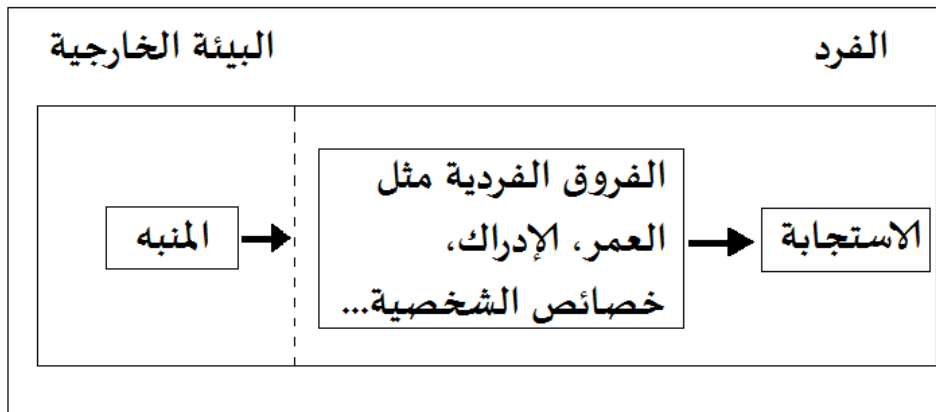 الفرد
البيئة الخارجية
المنبه
الفروق الفردية مثل
العمر، الإدراك،
خصائص الشخصية...
الاستجابة